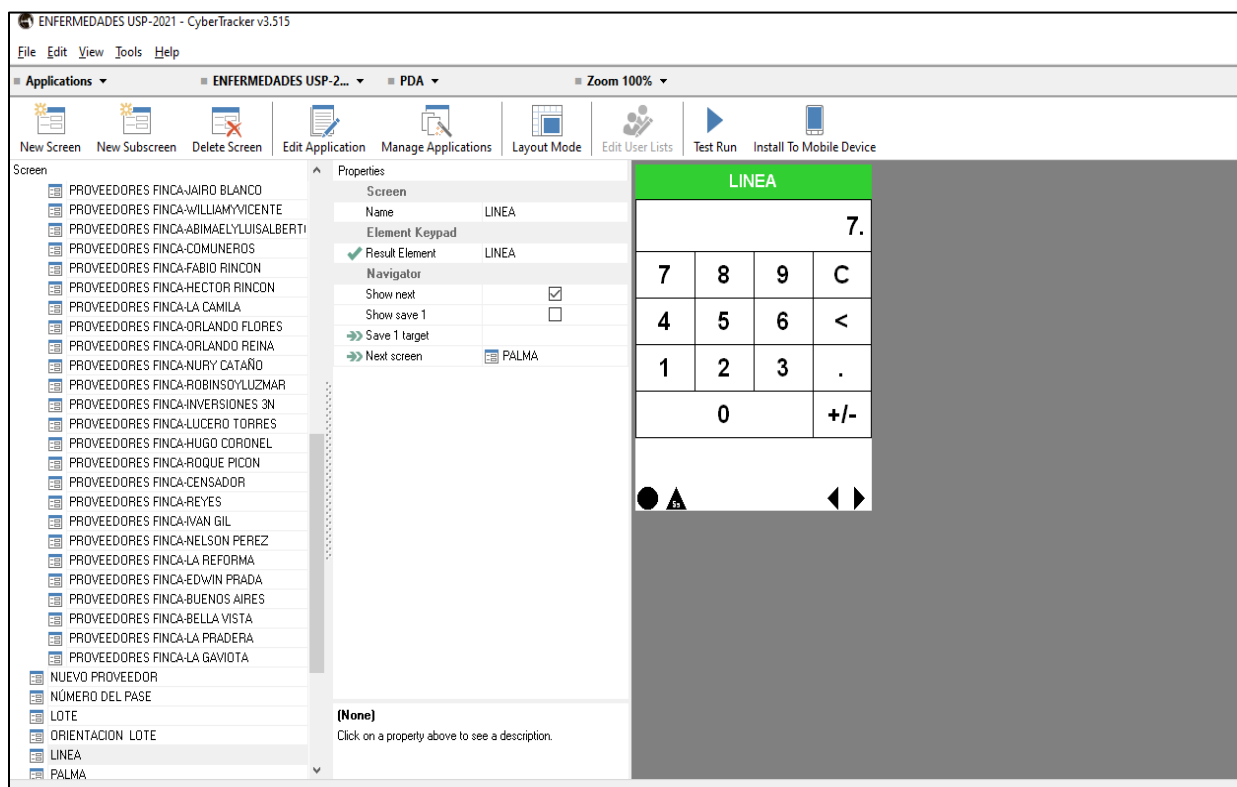 ENFERMEDADES USP-2021 - CyberTracker v3.515
File Edit View Tools Help
Applications ENFERMEDADES USP-2... PDA Zoom 100%
New Screen New Subscreen Delete Screen Edit Application Manage Applications Layout Mode Edit User Lists Test Run Install To Mobile Device
Screen
PROVEEDORES FINCA-JAIRO BLANCO
PROVEEDORES FINCA-WILLIAMYVICENTE
PROVEEDORES FINCA-ABIMAELYLUISALBERT
PROVEEDORES FINCA-COMUNEROS
PROVEEDORES FINCA-FABIO RINCON
PROVEEDORES FINCA-HECTOR RINCON
PROVEEDORES FINCA-LA CAMILA
PROVEEDORES FINCA-ORLANDO FLORES
PROVEEDORES FINCA-ORLANDO REINA
PROVEEDORES FINCA-NURY CATAÑO
PROVEEDORES FINCA-ROBINSOYLUZMAR
PROVEEDORES FINCA-INVERSIONES 3N
PROVEEDORES FINCA-LUCERO TORRES
PROVEEDORES FINCA-HUGO CORONEL
PROVEEDORES FINCA-ROQUE PICON
PROVEEDORES FINCA-CENSADOR
PROVEEDORES FINCA-REYES
PROVEEDORES FINCA-IVAN GIL
PROVEEDORES FINCA-NELSON PEREZ
PROVEEDORES FINCA-LA REFORMA
PROVEEDORES FINCA-EDWIN PRADA
PROVEEDORES FINCA-BUENOS AIRES
PROVEEDORES FINCA-BELLA VISTA
PROVEEDORES FINCA-LA PRADERA
PROVEEDORES FINCA-LA GAVIOTA
NUEVO PROVEEDOR
NÚMERO DEL PASE
LOTE
ORIENTACION LOTE
LINEA
PALMA
Properties
Screen
Name LINEA
Element Keypad
Result Element LINEA
Navigator
Show next
Show save 1
Save 1 target
Next screen PALMA
(None)
Click on a property above to see a description.
LINEA
7.
7 8 9 C
4 5 6 <
1 2 3 .
0 +/-